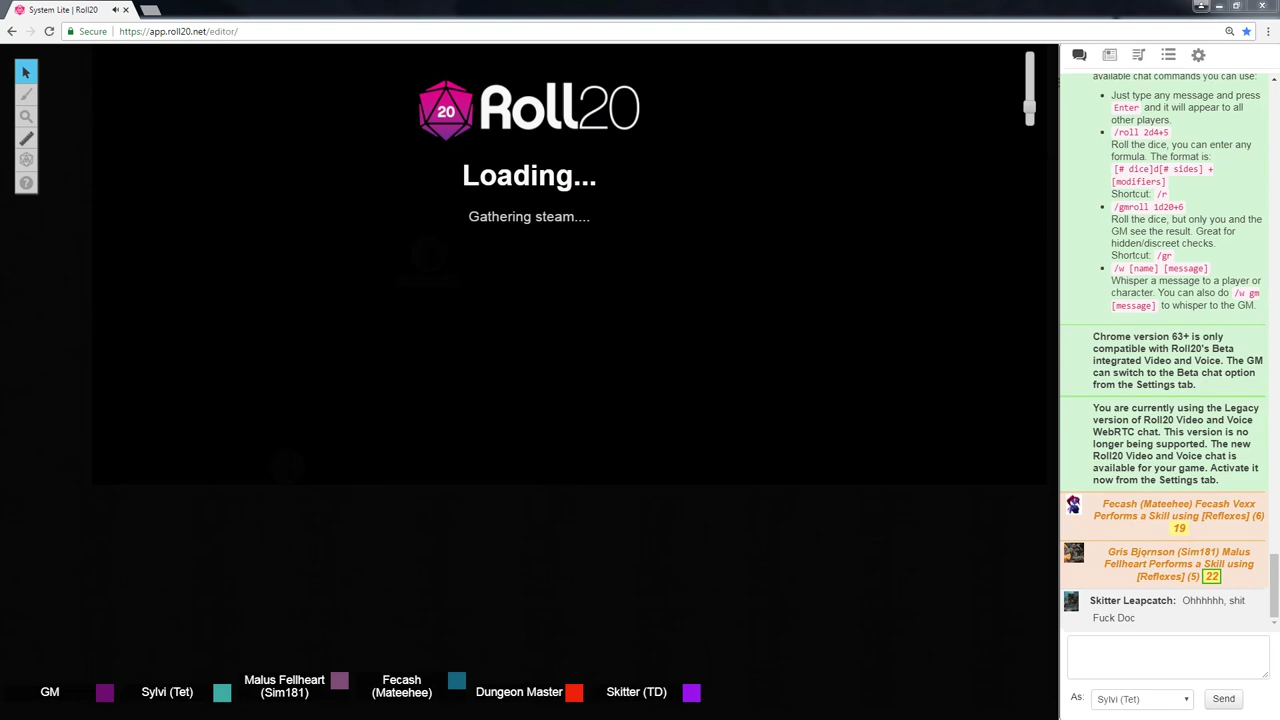 System Lite | Roll20
Secure
https://app.roll20.net/editor/
20
Roll20
Loading...
Gathering steam....
available chat commands you can use:
Just type any message and press
Enter and it will appear to all
other players.
/roll 2d4+5
Roll the dice, you can enter any
formula. The format is:
[# dice]d[# sides] +
[modifiers]
Shortcut: /r
/gmroll 1d20+6
Roll the dice, but only you and the
GM see the result. Great for
hidden/discreet checks.
Shortcut: /gr
/w [name] [message]
Whisper a message to a player or
character. You can also do /w gm
[message] to whisper to the GM.
Chrome version 63+ is only
compatible with Roll20's Beta
integrated Video and Voice. The GM
can switch to the Beta chat option
from the Settings tab.
You are currently using the Legacy
version of Roll20 Video and Voice
WebRTC chat. This version is no
longer being supported. The new
Roll20 Video and Voice chat is
available for your game. Activate it
now from the Settings tab.
Fecash (Mateehee) Fecash Vexx
Performs a Skill using [Reflexes] (6)
19
Gris Bjornson (Sim181) Malus
Fellheart Performs a Skill using
[Reflexes] (5) 22
Skitter Leapcatch: Ohhhhhh, shit
Fuck Doc
As: Sylvi (Tet) Send
GM
Sylvi (Tet)
Malus Fellheart
(Sim181)
Fecash
(Mateehee)
Dungeon Master
Skitter (TD)